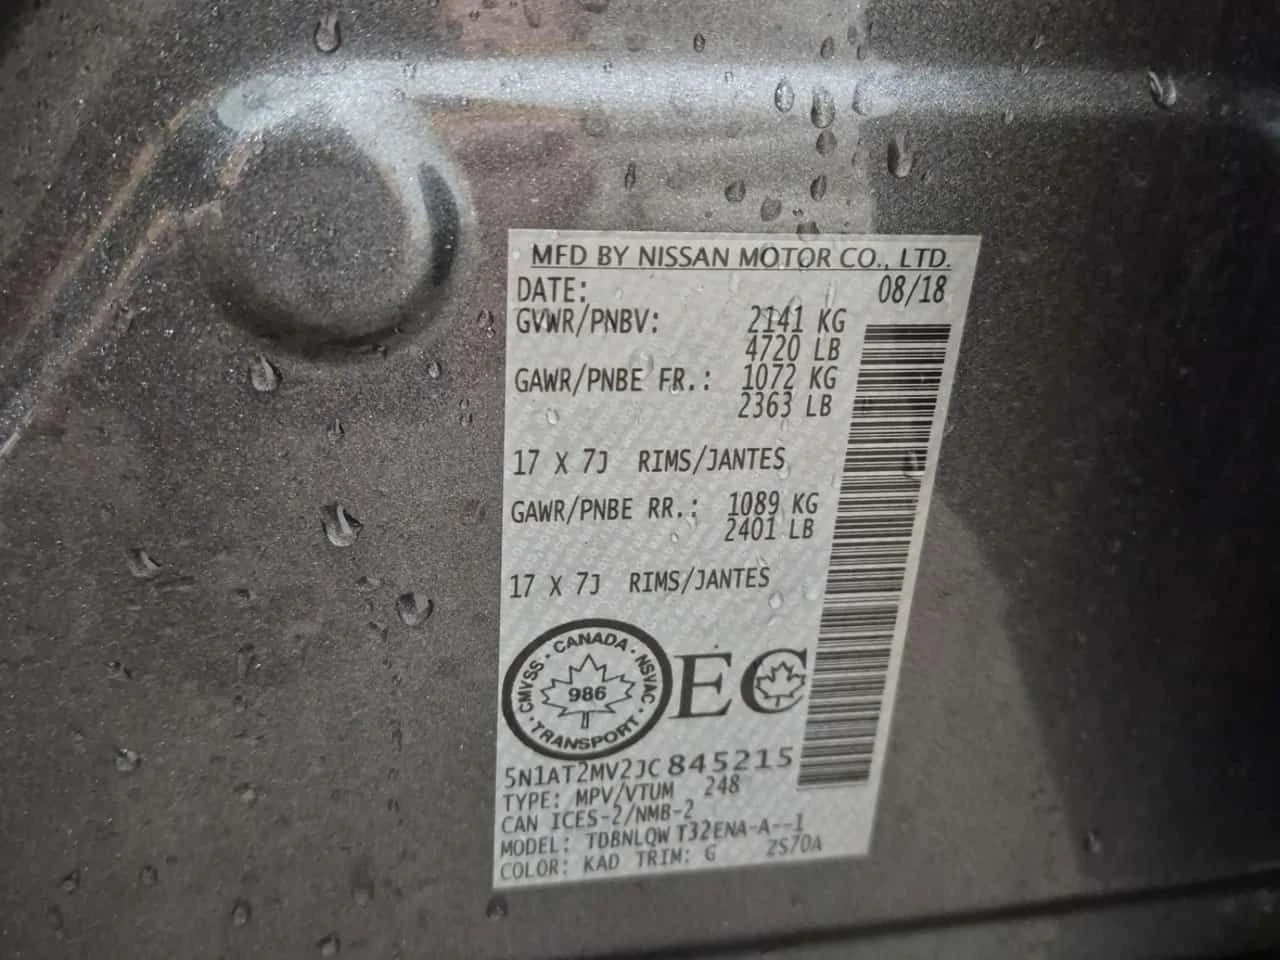 MFD BY NISSAN MOTOR CO., LTD.
DATE: 08/18
GVWR/PNBV: 2141 KG
4720 LB
GAWR/PNBE FR.: 1072 KG
2363 LB
17 X 7J RIMS/JANTES
GAWR/PNBE RR.: 1089 KG
2401 LB
17 X 7J RIMS/JANTES
CMVSS · CANADA · NSVAC · TRANSPORT ·
986
EC
5N1AT2MV2JC845215
TYPE: MPV/VTUM 248
CAN ICES-2/NMB-2
MODEL: TDBNLQW T32ENA-A--1
COLOR: KAD TRIM: G 2S70A